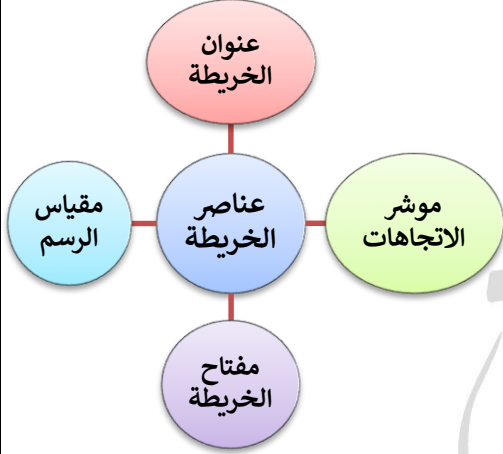 عنوان
الخريطة
موشر
الاتجاهات
عناصر
الخريطة
مقياس
الرسم
مفتاح
الخريطة